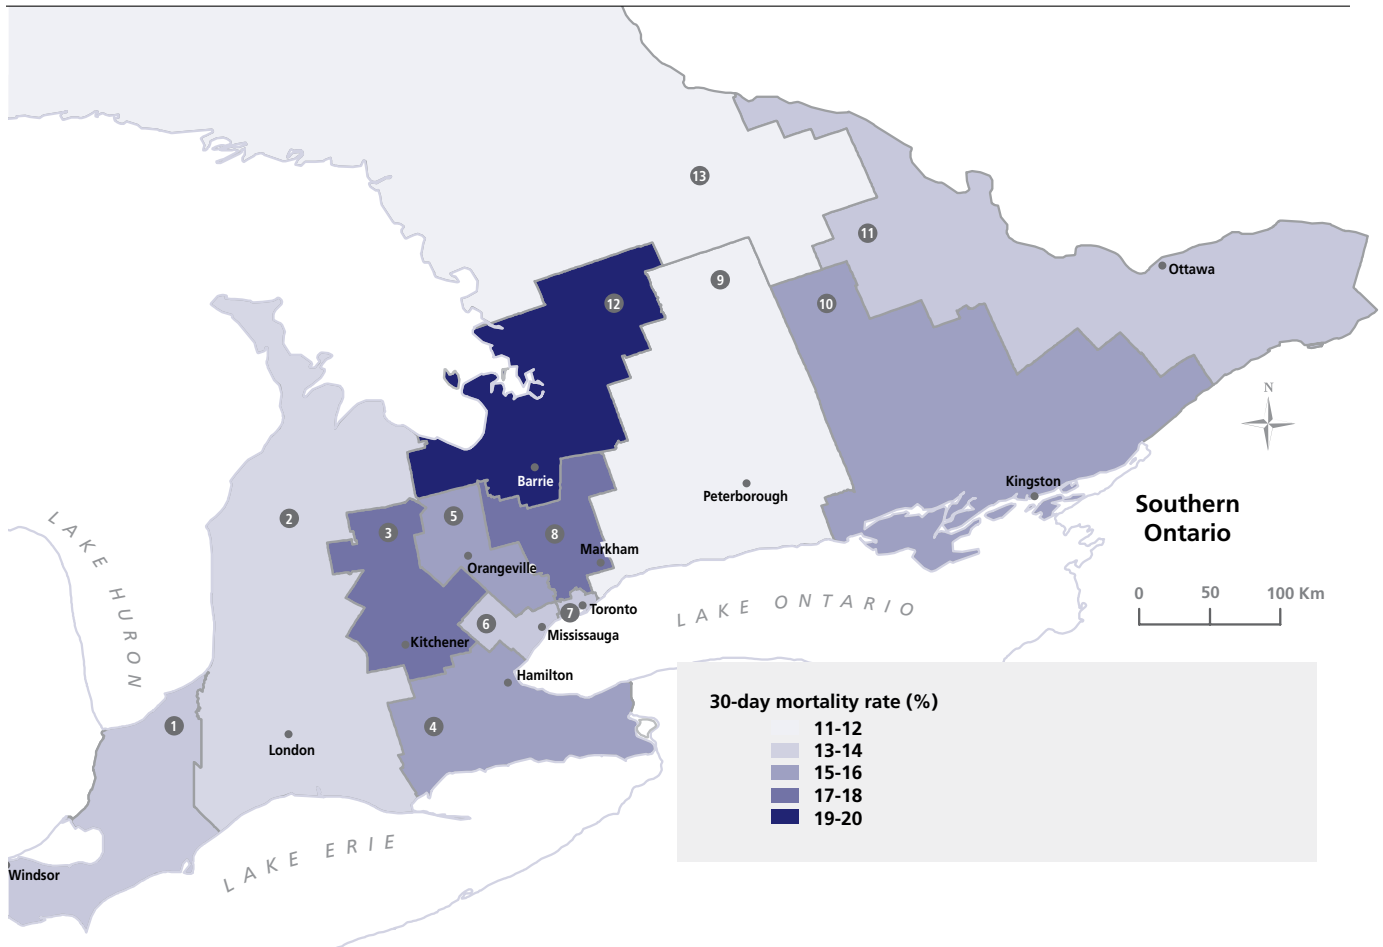 13
11
Ottawa
9
12
10
N
Barrie
Peterborough
Kingston
Southern
Ontario
LAKE HURON
2
3
5
8
Markham
Orangeville
0 50 100 Km
7
Toronto
LAKE ONTARIO
6
Mississauga
Kitchener
Hamilton
1
4
London
30-day mortality rate (%)
11-12
13-14
15-16
17-18
19-20
LAKE ERIE
Windsor